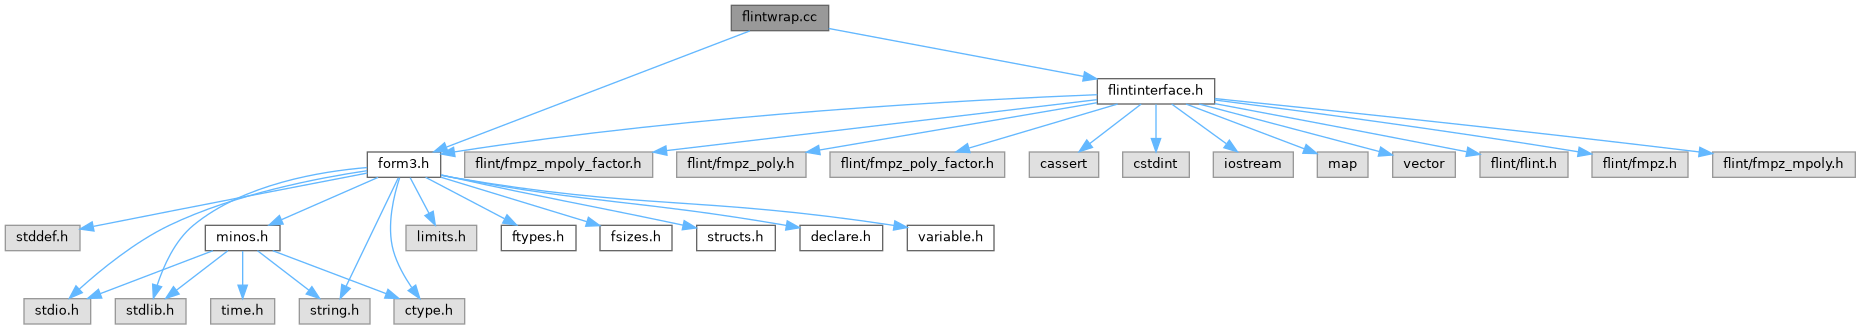 flintwrap.cc
flintinterface.h
form3.h
flint/fmpz_mpoly_factor.h
flint/fmpz_poly.h
flint/fmpz_poly_factor.h
cassert
cstdint
iostream
map
vector
flint/flint.h
flint/fmpz.h
flint/fmpz_mpoly.h
stddef.h
minos.h
limits.h
ftypes.h
fsizes.h
structs.h
declare.h
variable.h
stdio.h
stdlib.h
time.h
string.h
ctype.h